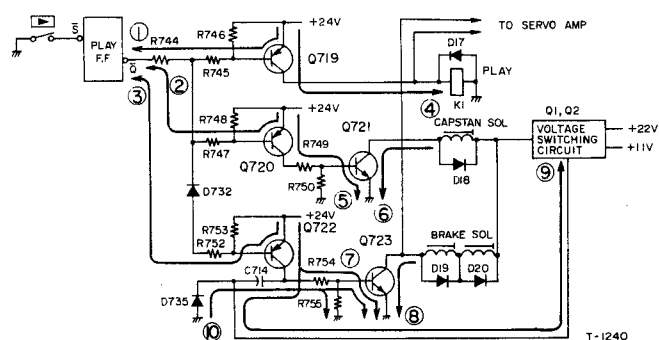 ①
R744
R746
+24V
Q719
TO SERVO AMP
D17
PLAY
K1
④
S̅
PLAY
F.F
Q̅
②
③
R745
+24V
R748
R747
Q720
R749
Q721
R750
⑤
⑥
CAPSTAN SOL
D18
Q1, Q2
VOLTAGE
SWITCHING
CIRCUIT
⑨
+22V
+11V
D732
+24V
R753
R752
Q722
Q723
⑦
C714
R754
R755
D735
⑩
BRAKE SOL
D19
D20
⑧
T-1240